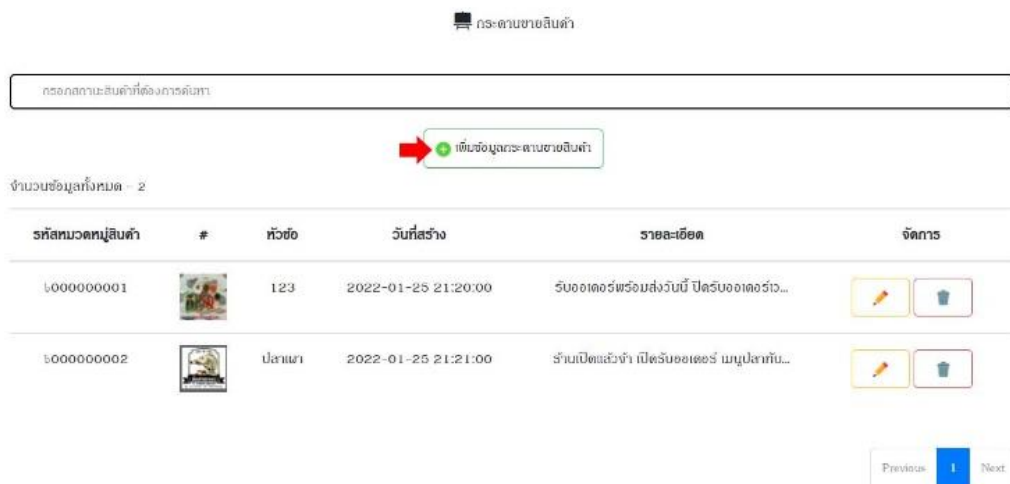 กระดานขายสินค้า
กรอกสถานะสินค้าที่ต้องการค้นหา
เพิ่มข้อมูลกระดานขายสินค้า
จำนวนข้อมูลทั้งหมด - 2
รหัสหมวดหมู่สินค้า # หัวข้อ วันที่สร้าง รายละเอียด จัดการ
b000000001 123 2022-01-25 21:20:00 รับออเดอร์พร้อมส่งวันนี้ ปิดรับออเดอร์เว...
b000000002 ปลาเผา 2022-01-25 21:21:00 ร้านเปิดแล้วจ้า เปิดรับออเดอร์ เมนูปลาทับ...
Previous 1 Next